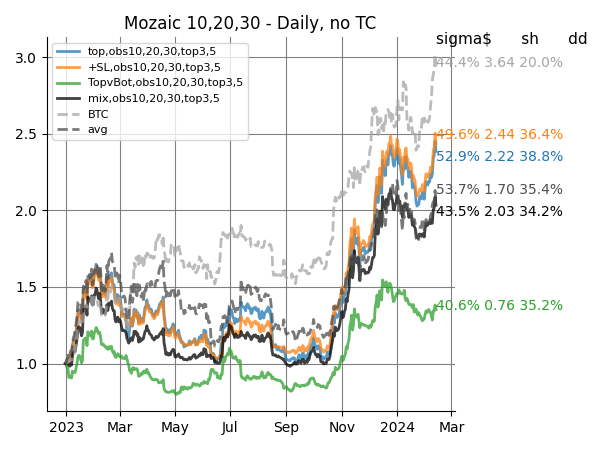 Mozaic 10,20,30 - Daily, no TC
sigma$ sh dd
3.0
2.5
2.0
1.5
1.0
top,obs10,20,30,top3,5
+SL,obs10,20,30,top3,5
TopvBot,obs10,20,30,top3,5
mix,obs10,20,30,top3,5
BTC
avg
44.4% 3.64 20.0%
49.6% 2.44 36.4%
52.9% 2.22 38.8%
53.7% 1.70 35.4%
43.5% 2.03 34.2%
40.6% 0.76 35.2%
2023 Mar May Jul Sep Nov 2024 Mar